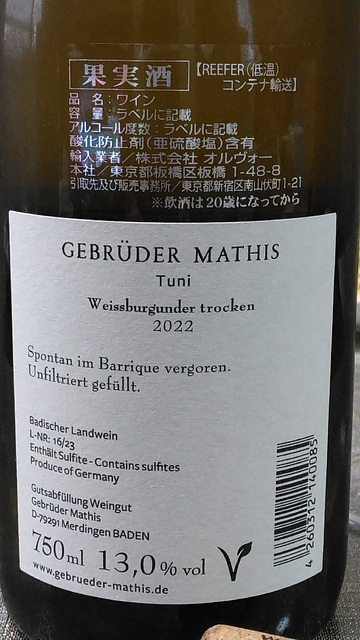 果実酒 【REEFER(低温)
コンテナ輸送】
品 名：ワイン
容 量：ラベルに記載
アルコール度数：ラベルに記載
酸化防止剤(亜硫酸塩)含有
輸入業者／株式会社 オルヴォー
本社／東京都板橋区板橋 1-48-8
引取先及び販売事務所／東京都新宿区南山伏町1-21
※飲酒は20歳になってから
GEBRÜDER MATHIS
Tuni
Weissburgunder trocken
2022
Spontan im Barrique vergoren.
Unfiltriert gefüllt.
Badischer Landwein
L-NR: 16/23
Enthält Sulfite - Contains sulfites
Produce of Germany
Gutsabfüllung Weingut
Gebrüder Mathis
D-79291 Merdingen BADEN
750ml 13,0% vol
www.gebrueder-mathis.de
4 260312 140085